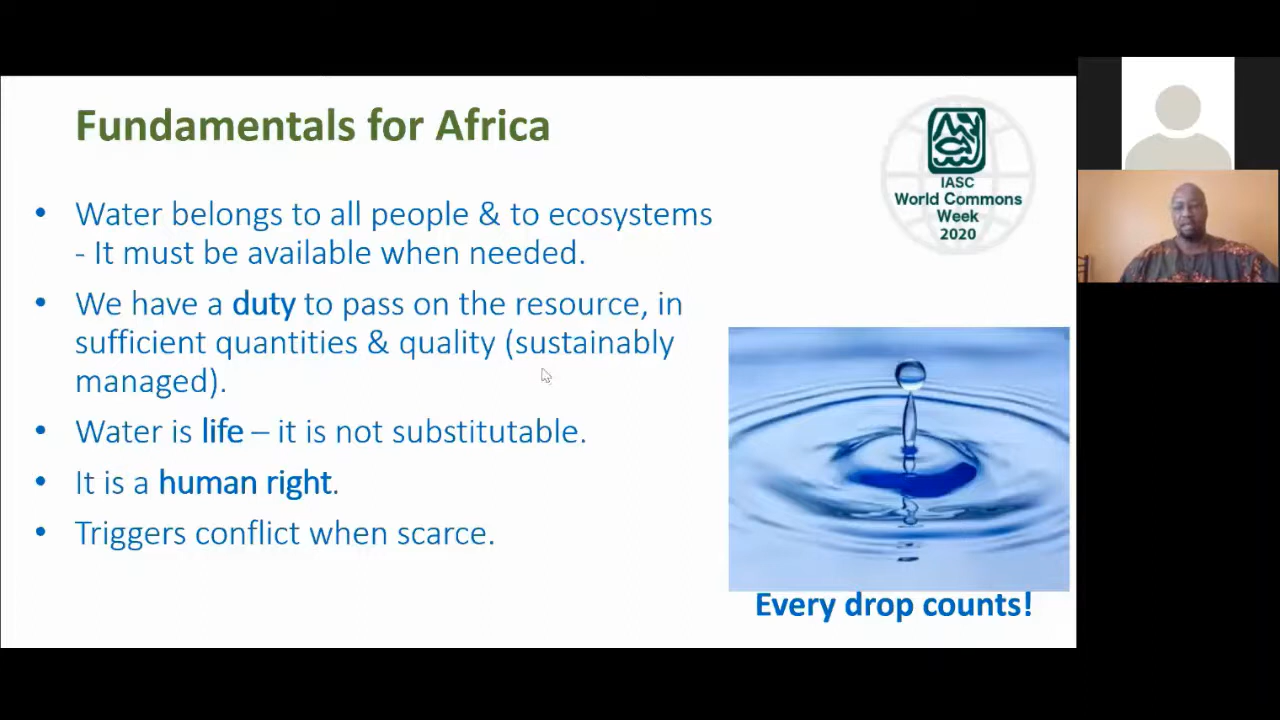 Fundamentals for Africa
IASC
World Commons
Week
2020
• Water belongs to all people & to ecosystems
- It must be available when needed.
• We have a duty to pass on the resource, in
sufficient quantities & quality (sustainably
managed).
• Water is life – it is not substitutable.
• It is a human right.
• Triggers conflict when scarce.
Every drop counts!